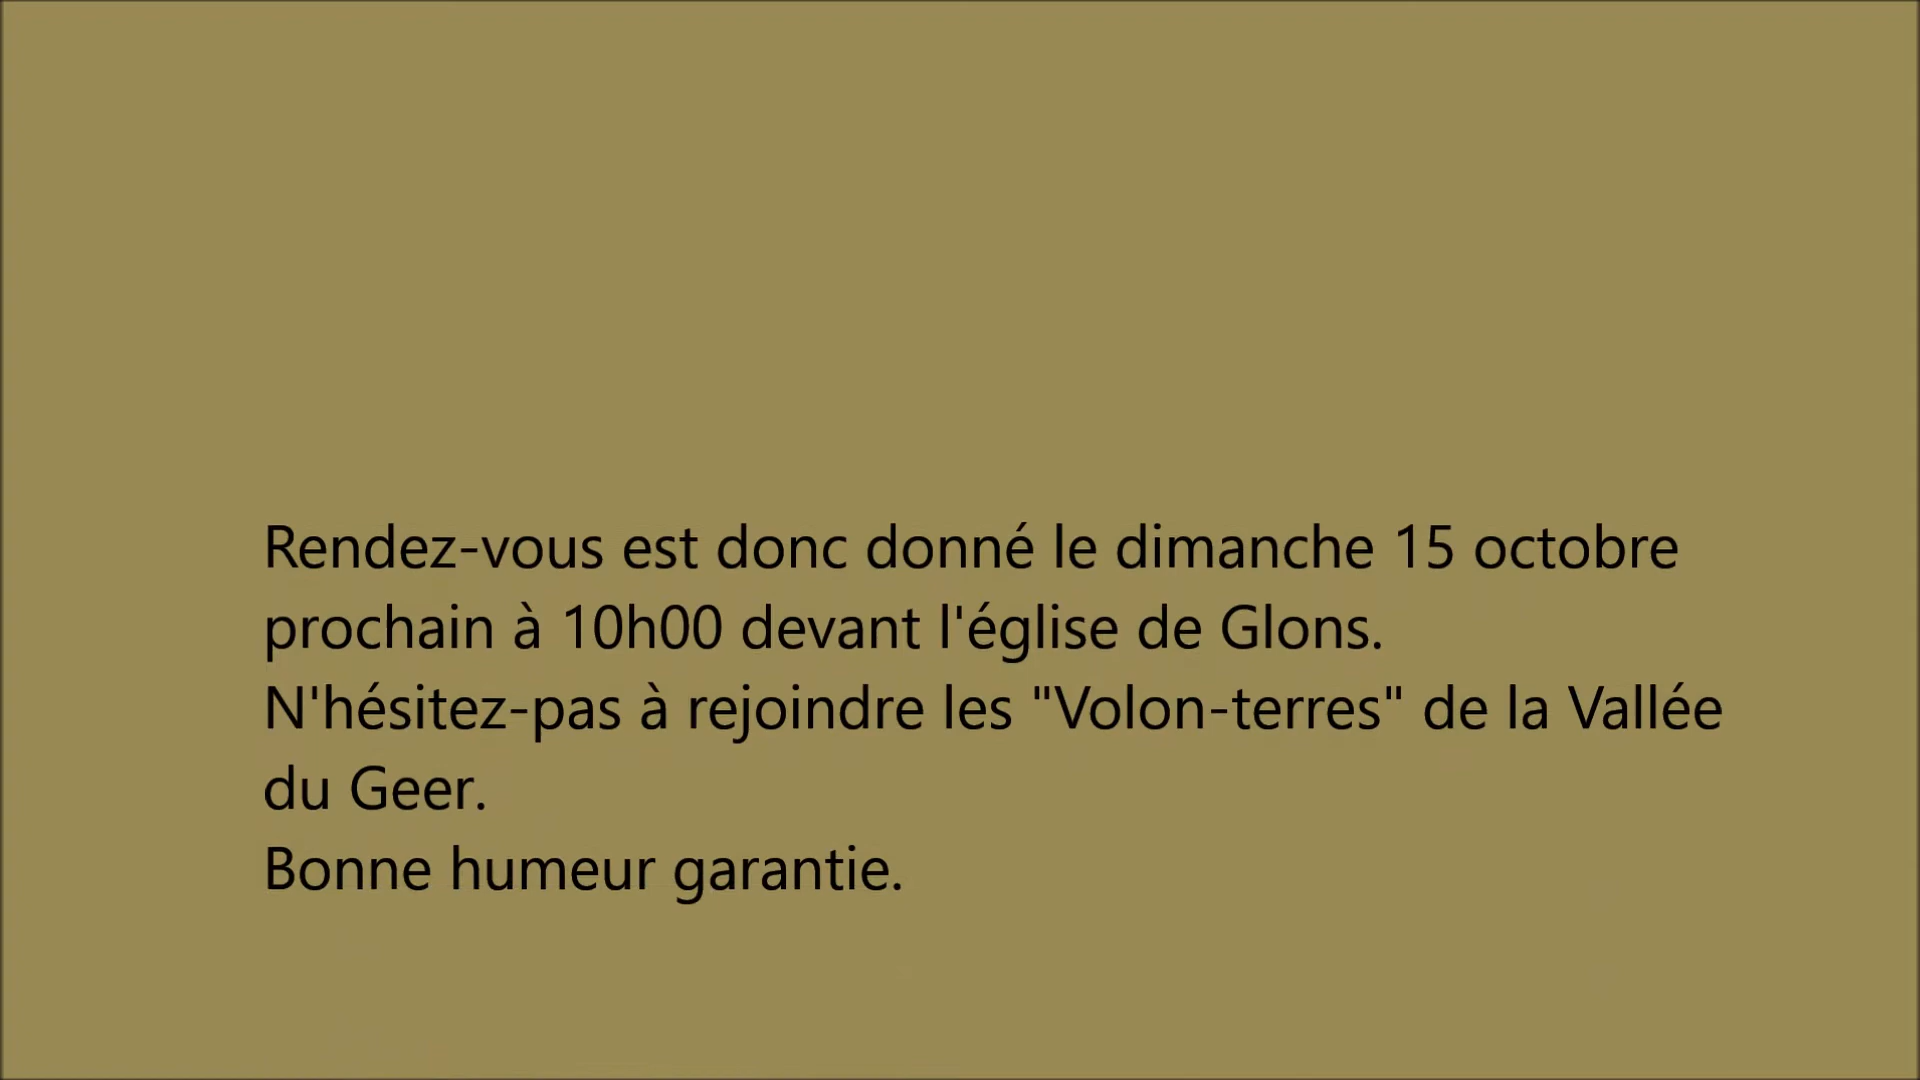 Rendez-vous est donc donné le dimanche 15 octobre
prochain à 10h00 devant l'église de Glons.
N'hésitez-pas à rejoindre les "Volon-terres" de la Vallée
du Geer.
Bonne humeur garantie.